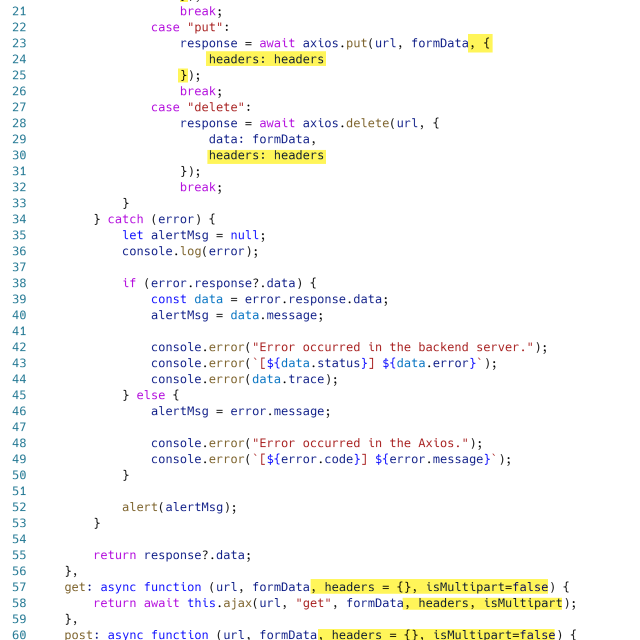 21 break;
22 case "put":
23 response = await axios.put(url, formData, {
24 headers: headers
25 });
26 break;
27 case "delete":
28 response = await axios.delete(url, {
29 data: formData,
30 headers: headers
31 });
32 break;
33 }
34 } catch (error) {
35 let alertMsg = null;
36 console.log(error);
37
38 if (error.response?.data) {
39 const data = error.response.data;
40 alertMsg = data.message;
41
42 console.error("Error occurred in the backend server.");
43 console.error(`[${data.status}] ${data.error}`);
44 console.error(data.trace);
45 } else {
46 alertMsg = error.message;
47
48 console.error("Error occurred in the Axios.");
49 console.error(`[${error.code}] ${error.message}`);
50 }
51
52 alert(alertMsg);
53 }
54
55 return response?.data;
56 },
57 get: async function (url, formData, headers = {}, isMultipart=false) {
58 return await this.ajax(url, "get", formData, headers, isMultipart);
59 },
60 post: async function (url, formData, headers = {}, isMultipart=false) {